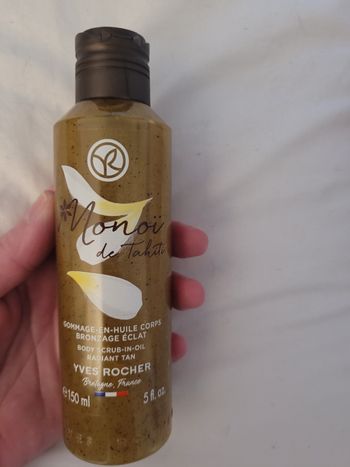 YR
Monoï
de Tahiti
GOMMAGE-EN-HUILE CORPS
BRONZAGE ÉCLAT
BODY SCRUB-IN-OIL
RADIANT TAN
YVES ROCHER
Bretagne, France
℮150 ml 5 fl. oz.